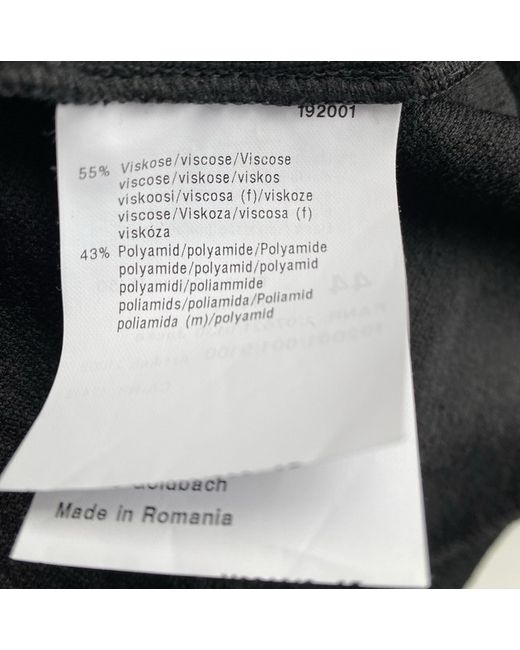 192001
55% Viskose/viscose/Viscose
viscose/viskose/viskos
viskoosi/viscosa (f)/viskoze
viscose/Viskoza/viscosa (f)
viskóza
43% Polyamid/polyamide/Polyamide
polyamide/polyamid/polyamid
polyamidi/poliammide
poliamids/poliamida/Poliamid
poliamida (m)/polyamid
Goldbach
Made in Romania